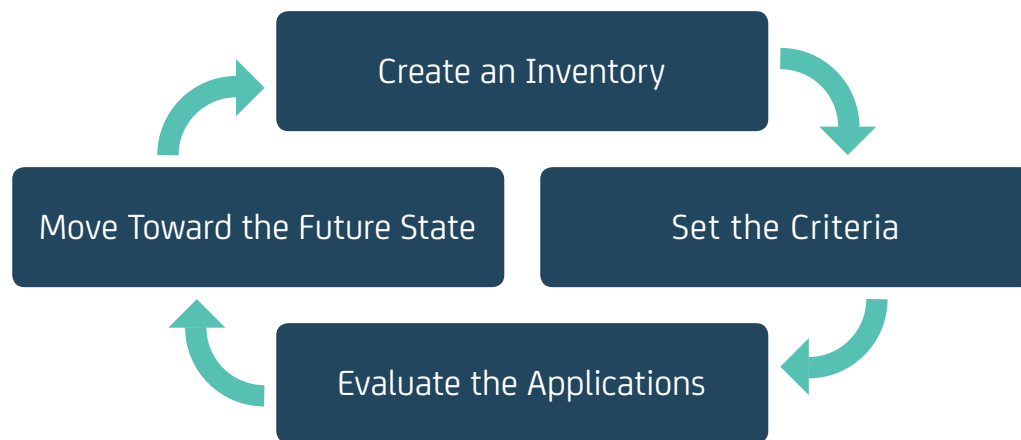 Create an Inventory
Move Toward the Future State
Set the Criteria
Evaluate the Applications